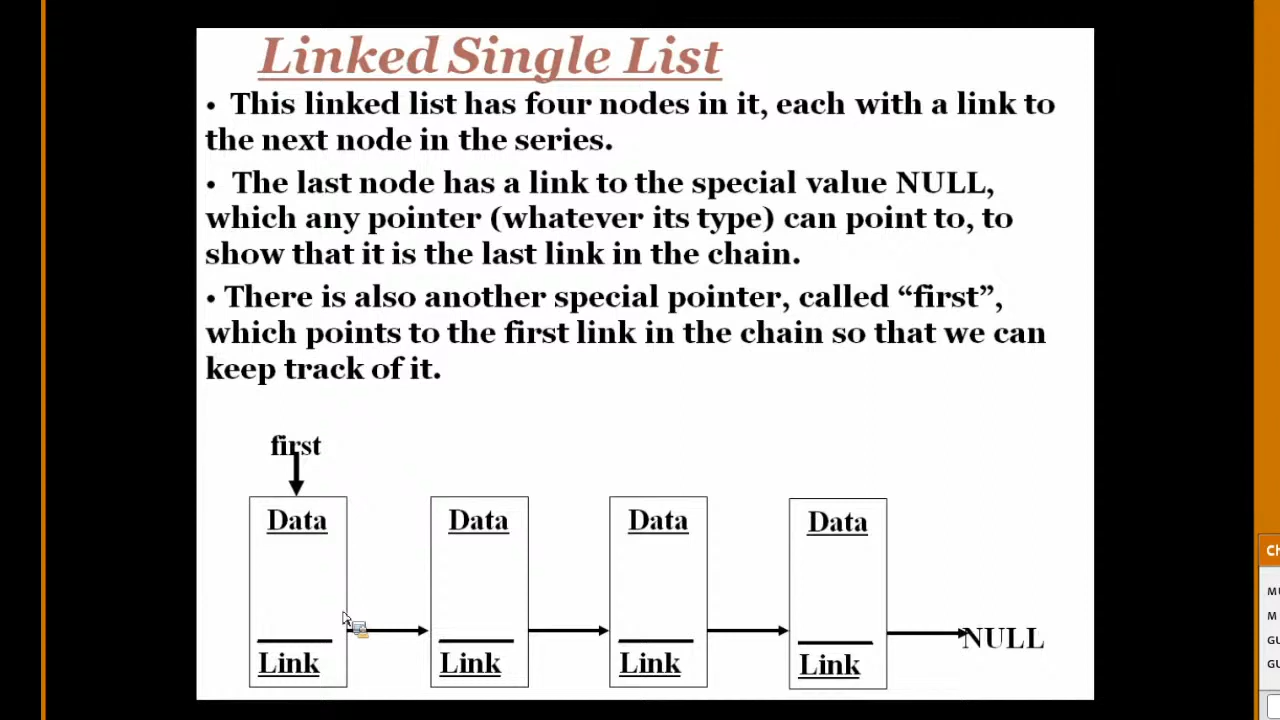 Linked Single List
• This linked list has four nodes in it, each with a link to
the next node in the series.
• The last node has a link to the special value NULL,
which any pointer (whatever its type) can point to, to
show that it is the last link in the chain.
• There is also another special pointer, called “first”,
which points to the first link in the chain so that we can
keep track of it.
first
Data Data Data Data
Link Link Link Link
NULL